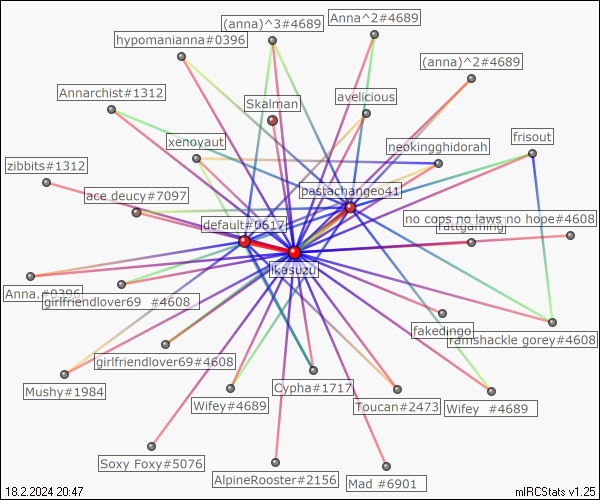 Anna^2#4689
(anna)^3#4689
hypomanianna#0396
(anna)^2#4689
Annarchist#1312
avelicious
Skalman
frisout
xenoyaut
neokingghidorah
zibbits#1312
pastachangeo41
ace deucy#7097
no cops no laws no hope#4608
default#0617
fattgaming
ikasuzu
Anna.#0396
girlfriendlover69 #4608
fakedingo
ramshackle gorey#4608
girlfriendlover69#4608
Mushy#1984
Cypha#1717
Wifey#4689
Toucan#2473
Wifey #4689
Soxy Foxy#5076
AlpineRooster#2156
Mad #6901
18.2.2024 20:47
mIRCStats v1.25